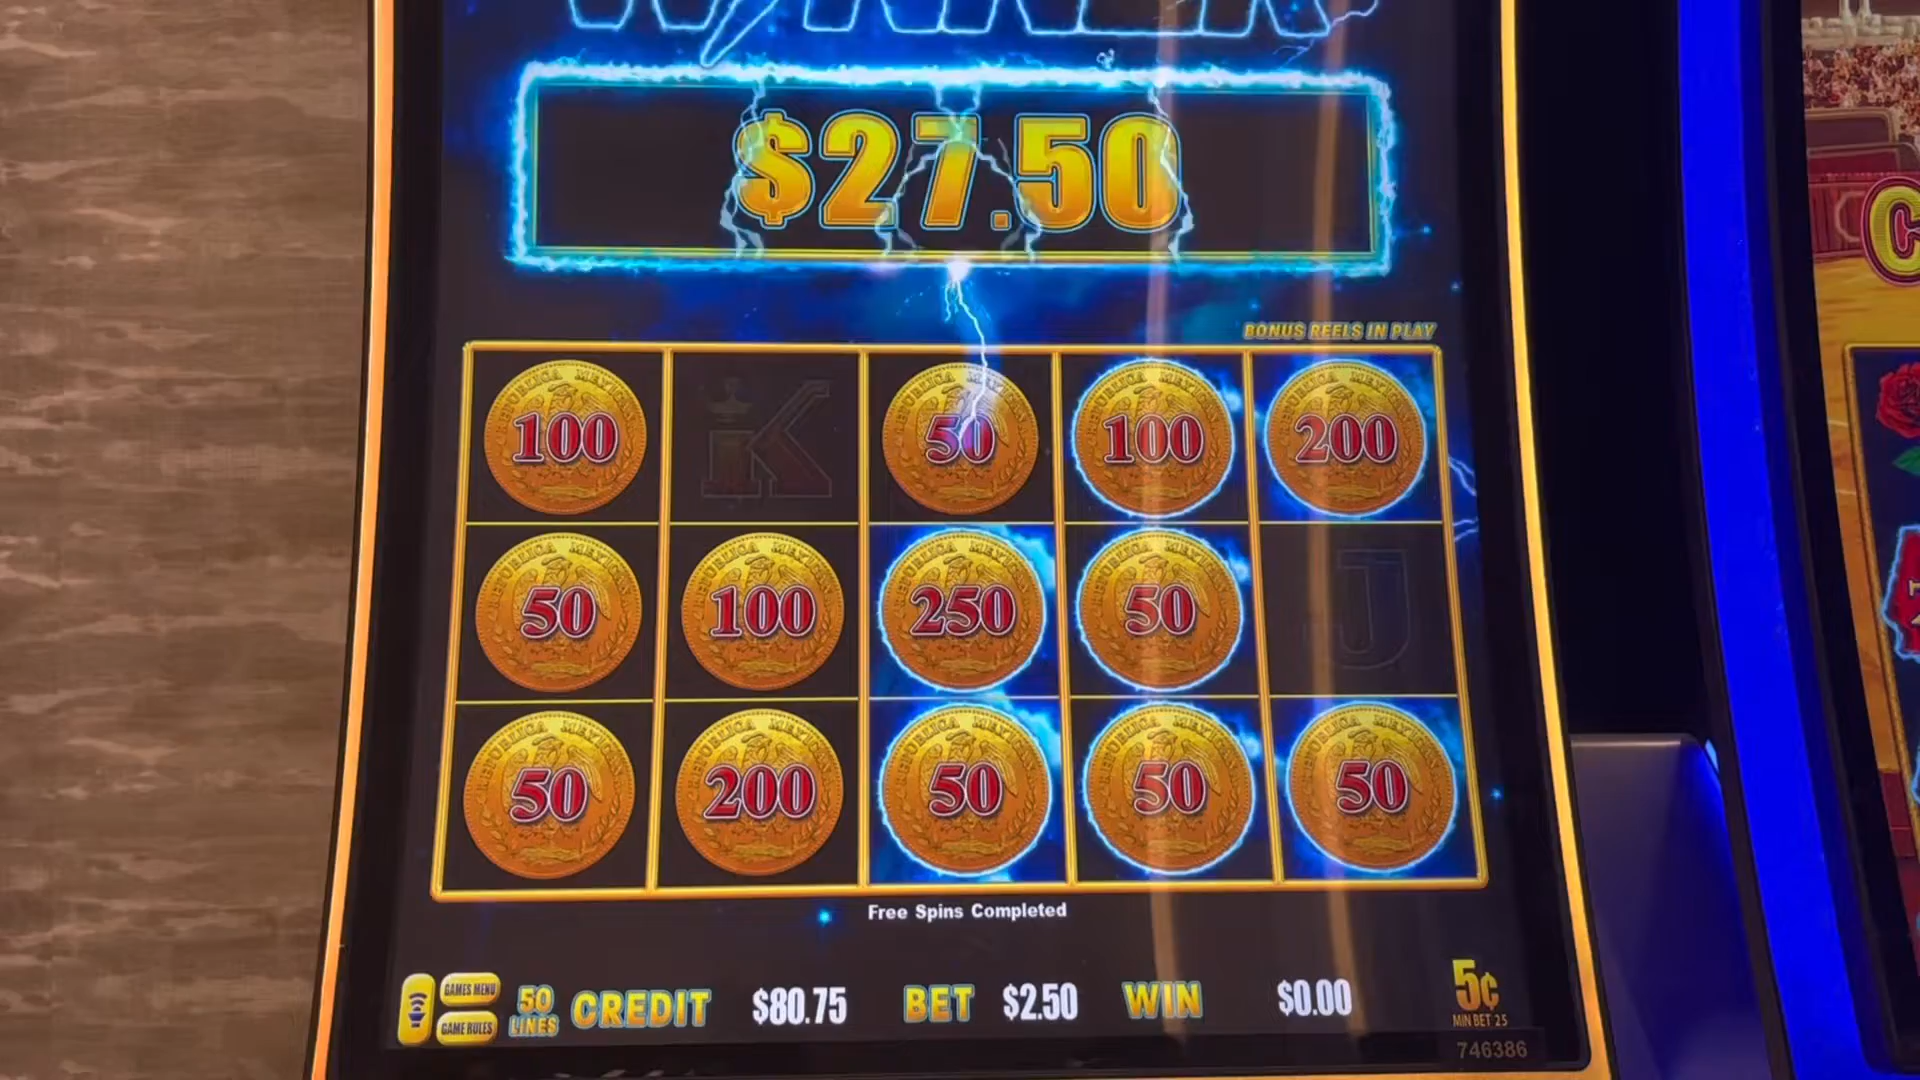 WINNER
$27.50
BONUS REELS IN PLAY
100 K 50 100 200
50 100 250 50 J
50 200 50 50 50
Free Spins Completed
GAMES MENU
GAME RULES
50 LINES
CREDIT $80.75 BET $2.50 WIN $0.00
5¢
MIN BET 25
746386
C